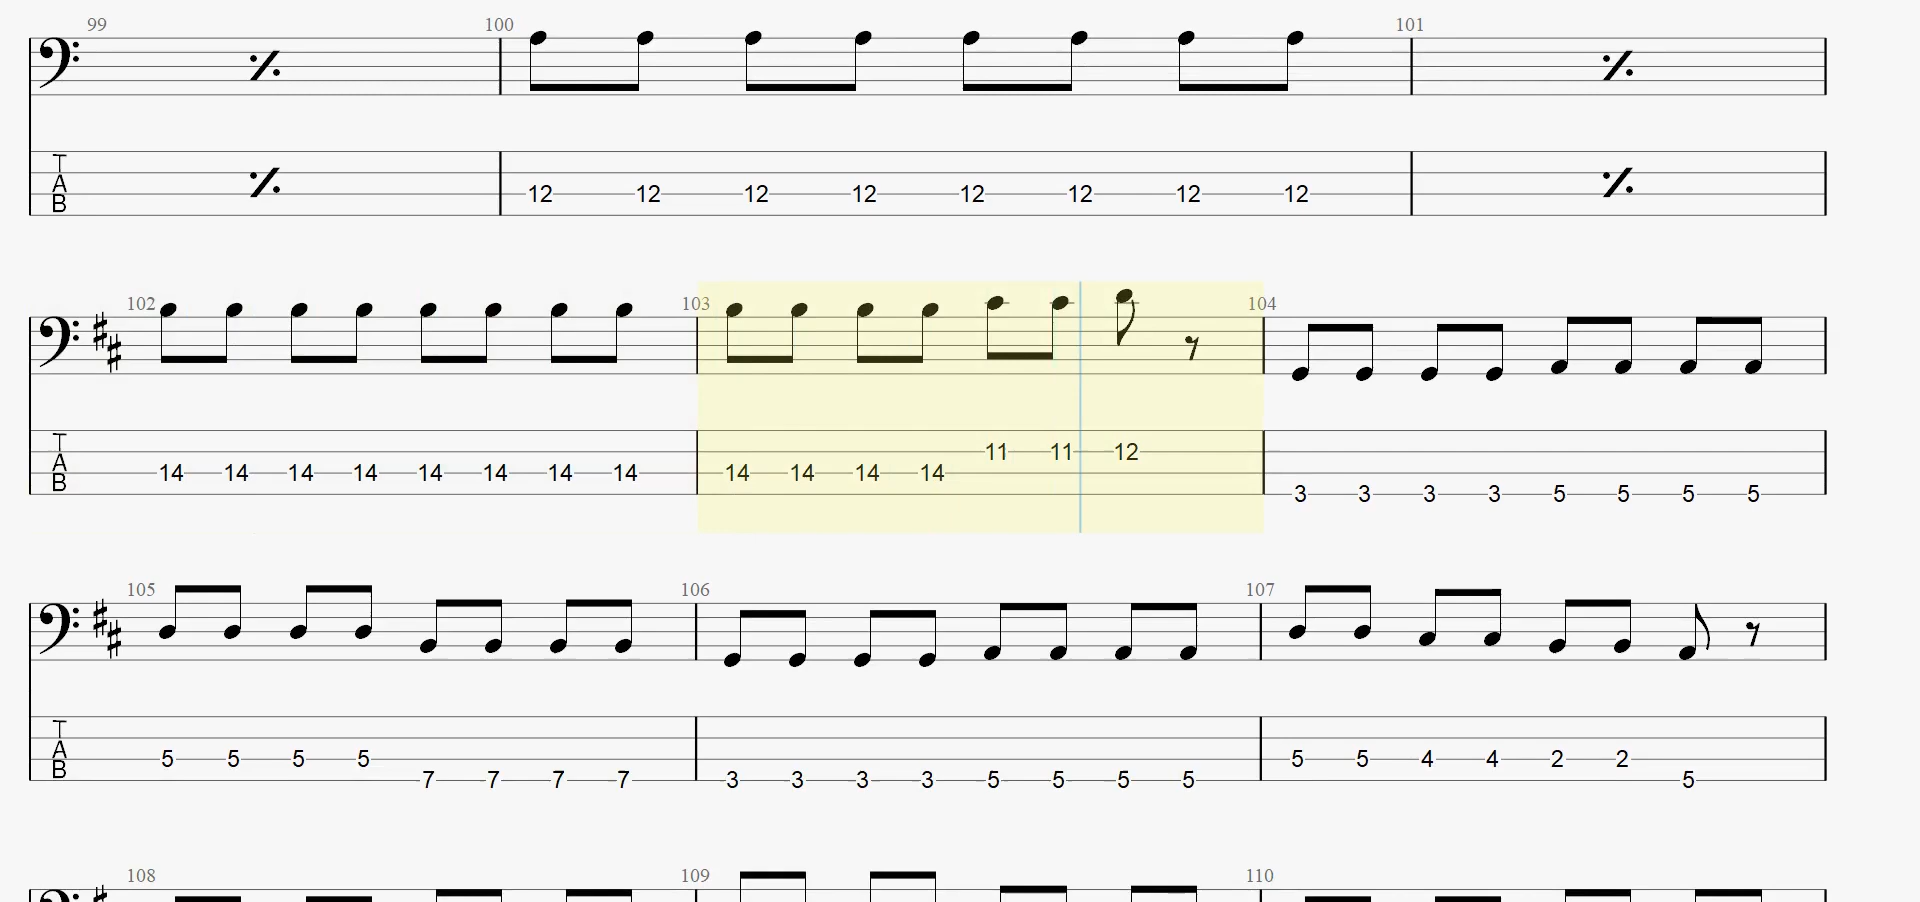 99 100 101
T
A 12 12 12 12 12 12 12 12
B
102 103 104
T
A 11 11 12
B 14 14 14 14 14 14 14 14 14 14 14 14
3 3 3 3 5 5 5 5
105 106 107
T
A 5 5 5 5 5 5 4 4 2 2
B 7 7 7 7 3 3 3 3 5 5 5 5 5
108 109 110